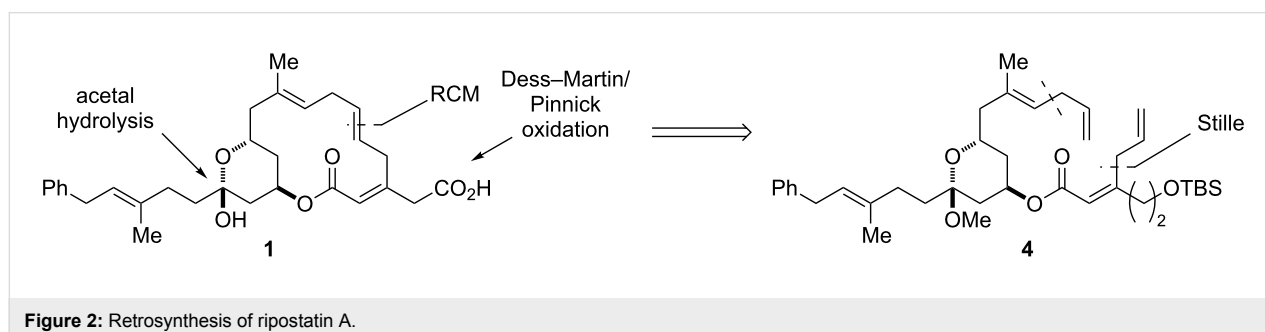 Me
acetal
hydrolysis
RCM
Dess–Martin/
Pinnick
oxidation
O
O
Ph
O
CO2H
OH
Me
1
Me
Stille
O
O
Ph
O
OTBS
OMe
( )2
Me
4
Figure 2: Retrosynthesis of ripostatin A.